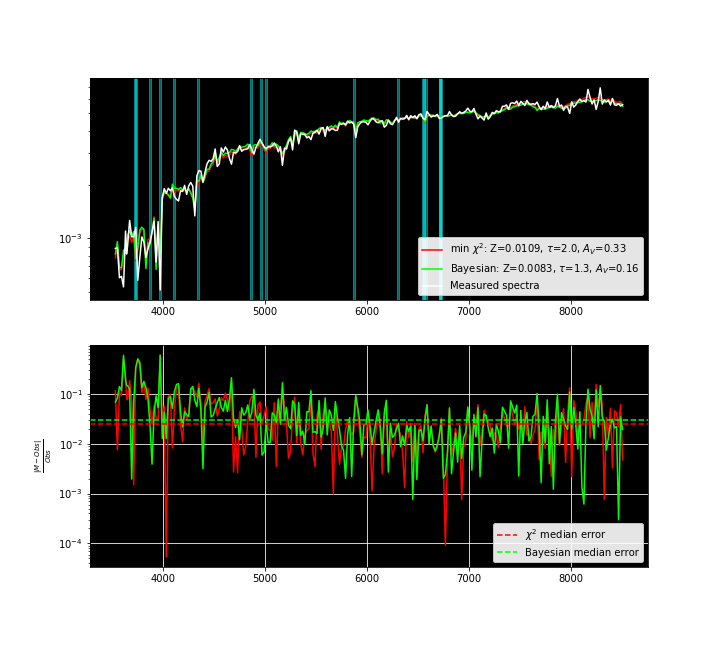 10⁻³
4000 5000 6000 7000 8000
min χ²: Z=0.0109, τ=2.0, A_V=0.33
Bayesian: Z=0.0083, τ=1.3, A_V=0.16
Measured spectra
10⁻¹
10⁻²
10⁻³
10⁻⁴
|M − Obs|
Obs
4000 5000 6000 7000 8000
χ² median error
Bayesian median error